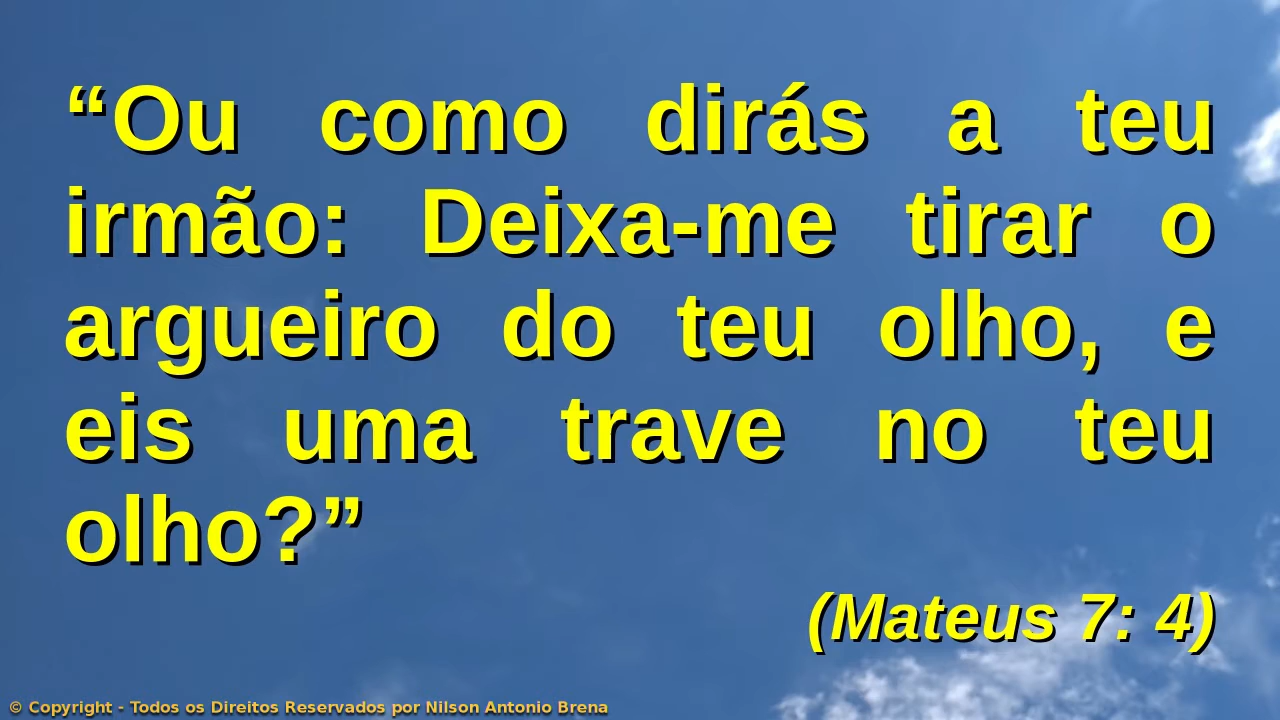 “Ou como dirás a teu
irmão: Deixa-me tirar o
argueiro do teu olho, e
eis uma trave no teu
olho?”
(Mateus 7: 4)
© Copyright - Todos os Direitos Reservados por Nilson Antonio Brena